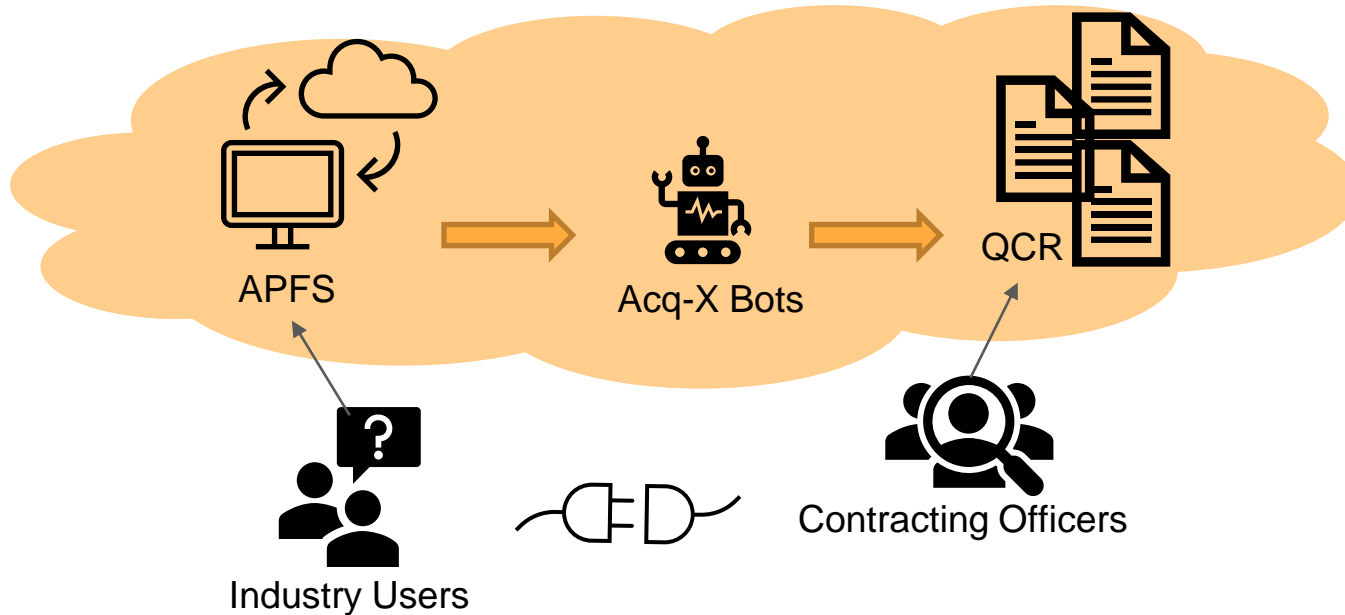 APFS
Acq-X Bots
QCR
?
Industry Users
Contracting Officers